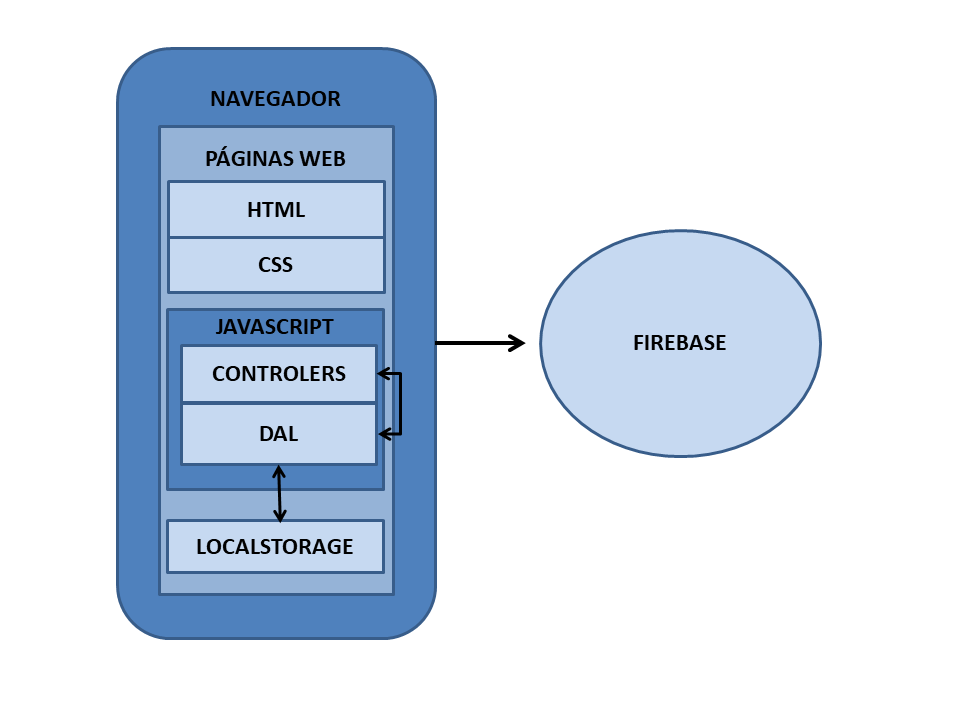 NAVEGADOR
PÁGINAS WEB
HTML
CSS
JAVASCRIPT
CONTROLERS
DAL
LOCALSTORAGE
FIREBASE